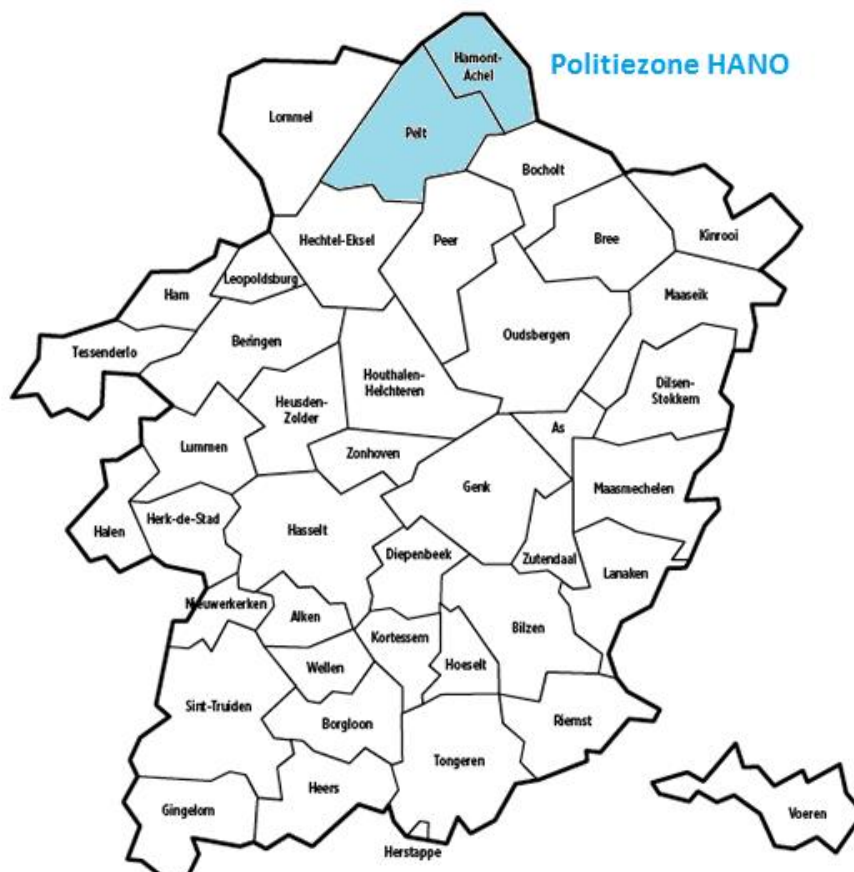 Hamont-
Achel
Politiezone HANO
Lommel
Pelt
Bocholt
Hechtel-Eksel
Peer
Bree
Kinrooi
Leopoldsburg
Ham
Maaseik
Tessenderlo
Beringen
Oudsbergen
Houthalen-
Helchteren
Heusden-
Zolder
Dilsen-
Stokkem
As
Lummen
Zonhoven
Genk
Maasmechelen
Halen
Herk-de-Stad
Hasselt
Diepenbeek
Zutendaal
Lanaken
Nieuwerkerken
Alken
Kortessem
Bilzen
Hoeselt
Wellen
Sint-Truiden
Borgloon
Riemst
Tongeren
Heers
Gingelom
Voeren
Herstappe